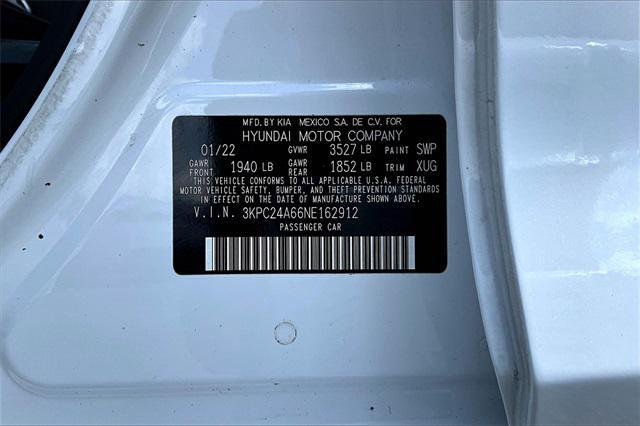 MFD. BY KIA MEXICO S.A. DE C.V. FOR
HYUNDAI MOTOR COMPANY
01/22 GVWR 3527 LB PAINT SWP
GAWR FRONT 1940 LB GAWR REAR 1852 LB TRIM XUG
THIS VEHICLE CONFORMS TO ALL APPLICABLE U.S.A. FEDERAL
MOTOR VEHICLE SAFETY, BUMPER, AND THEFT PREVENTION STANDARDS
IN EFFECT ON THE DATE OF MANUFACTURE SHOWN ABOVE.
V.I.N. 3KPC24A66NE162912
PASSENGER CAR